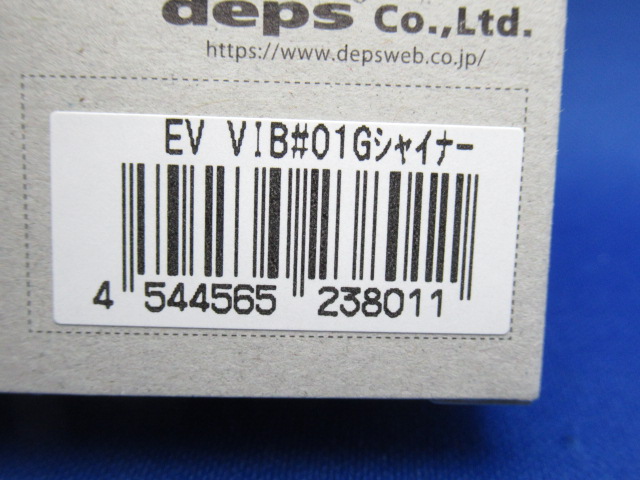 deps® Co.,Ltd.
https://www.depsweb.co.jp/
EV VIB#01Gシャイナー
4 544565 238011